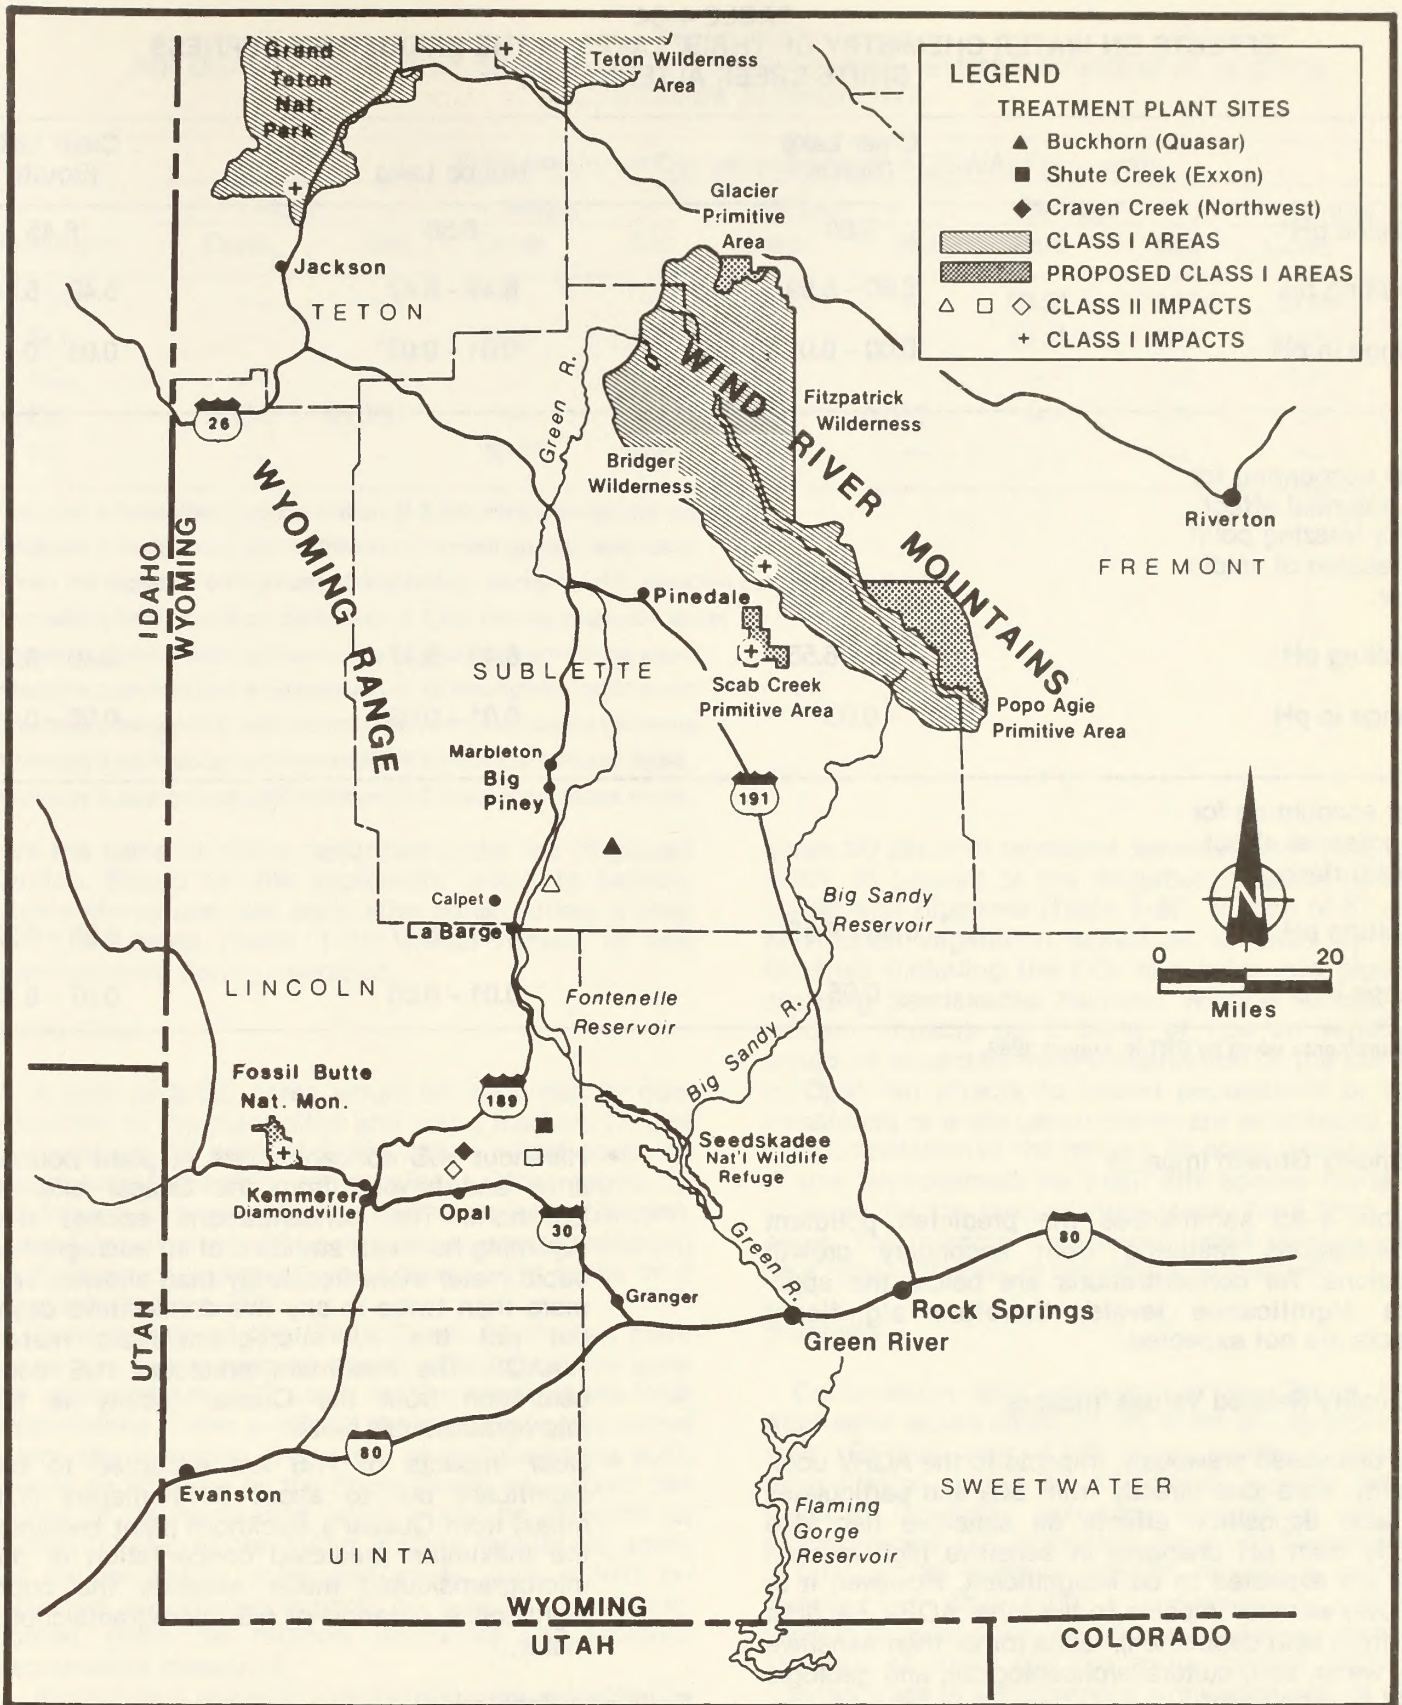 Grand
Teton
Nat.
Park
Teton Wilderness
Area
LEGEND
TREATMENT PLANT SITES
Buckhorn (Quasar)
Shute Creek (Exxon)
Craven Creek (Northwest)
CLASS I AREAS
PROPOSED CLASS I AREAS
CLASS II IMPACTS
+ CLASS I IMPACTS
Glacier
Primitive
Area
Jackson
TETON
Green R.
26
WIND RIVER MOUNTAINS
Fitzpatrick
Wilderness
Bridger
Wilderness
Riverton
FREMONT
WYOMING RANGE
IDAHO
WYOMING
Pinedale
SUBLETTE
Scab Creek
Primitive Area
Popo Agie
Primitive Area
Marbleton
Big
Piney
191
Calpet
La Barge
Big Sandy
Reservoir
N
0 20
Miles
LINCOLN
Fontenelle
Reservoir
Big Sandy R.
Fossil Butte
Nat. Mon.
189
Seedskadee
Nat'l Wildlife
Refuge
Kemmerer
Diamondville
Opal
30
Green R.
80
Granger
Rock Springs
Green River
UTAH
80
Evanston
SWEETWATER
Flaming
Gorge
Reservoir
UINTA
WYOMING
UTAH
COLORADO